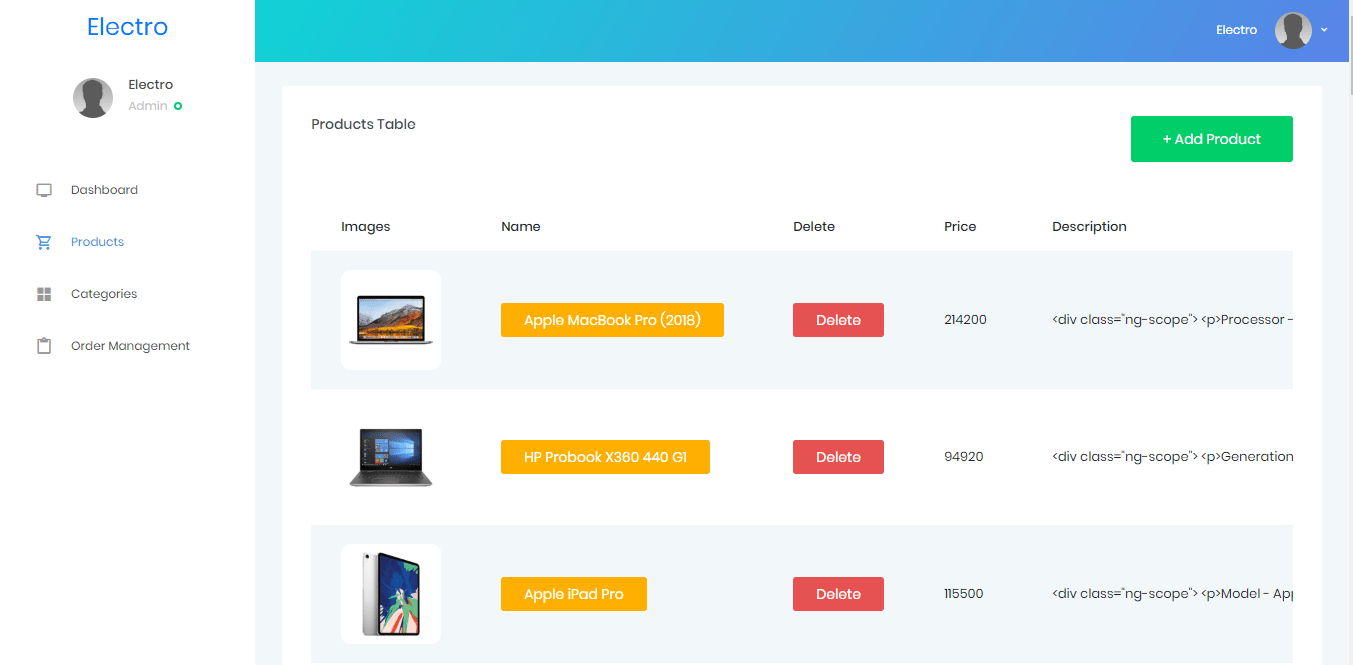 Electro
Electro
Electro
Admin
Dashboard
Products
Categories
Order Management
Products Table
+ Add Product
Images Name Delete Price Description
Apple MacBook Pro (2018) Delete 214200 <div class="ng-scope"> <p>Processor -
HP Probook X360 440 G1 Delete 94920 <div class="ng-scope"> <p>Generation
Apple iPad Pro Delete 115500 <div class="ng-scope"> <p>Model - App